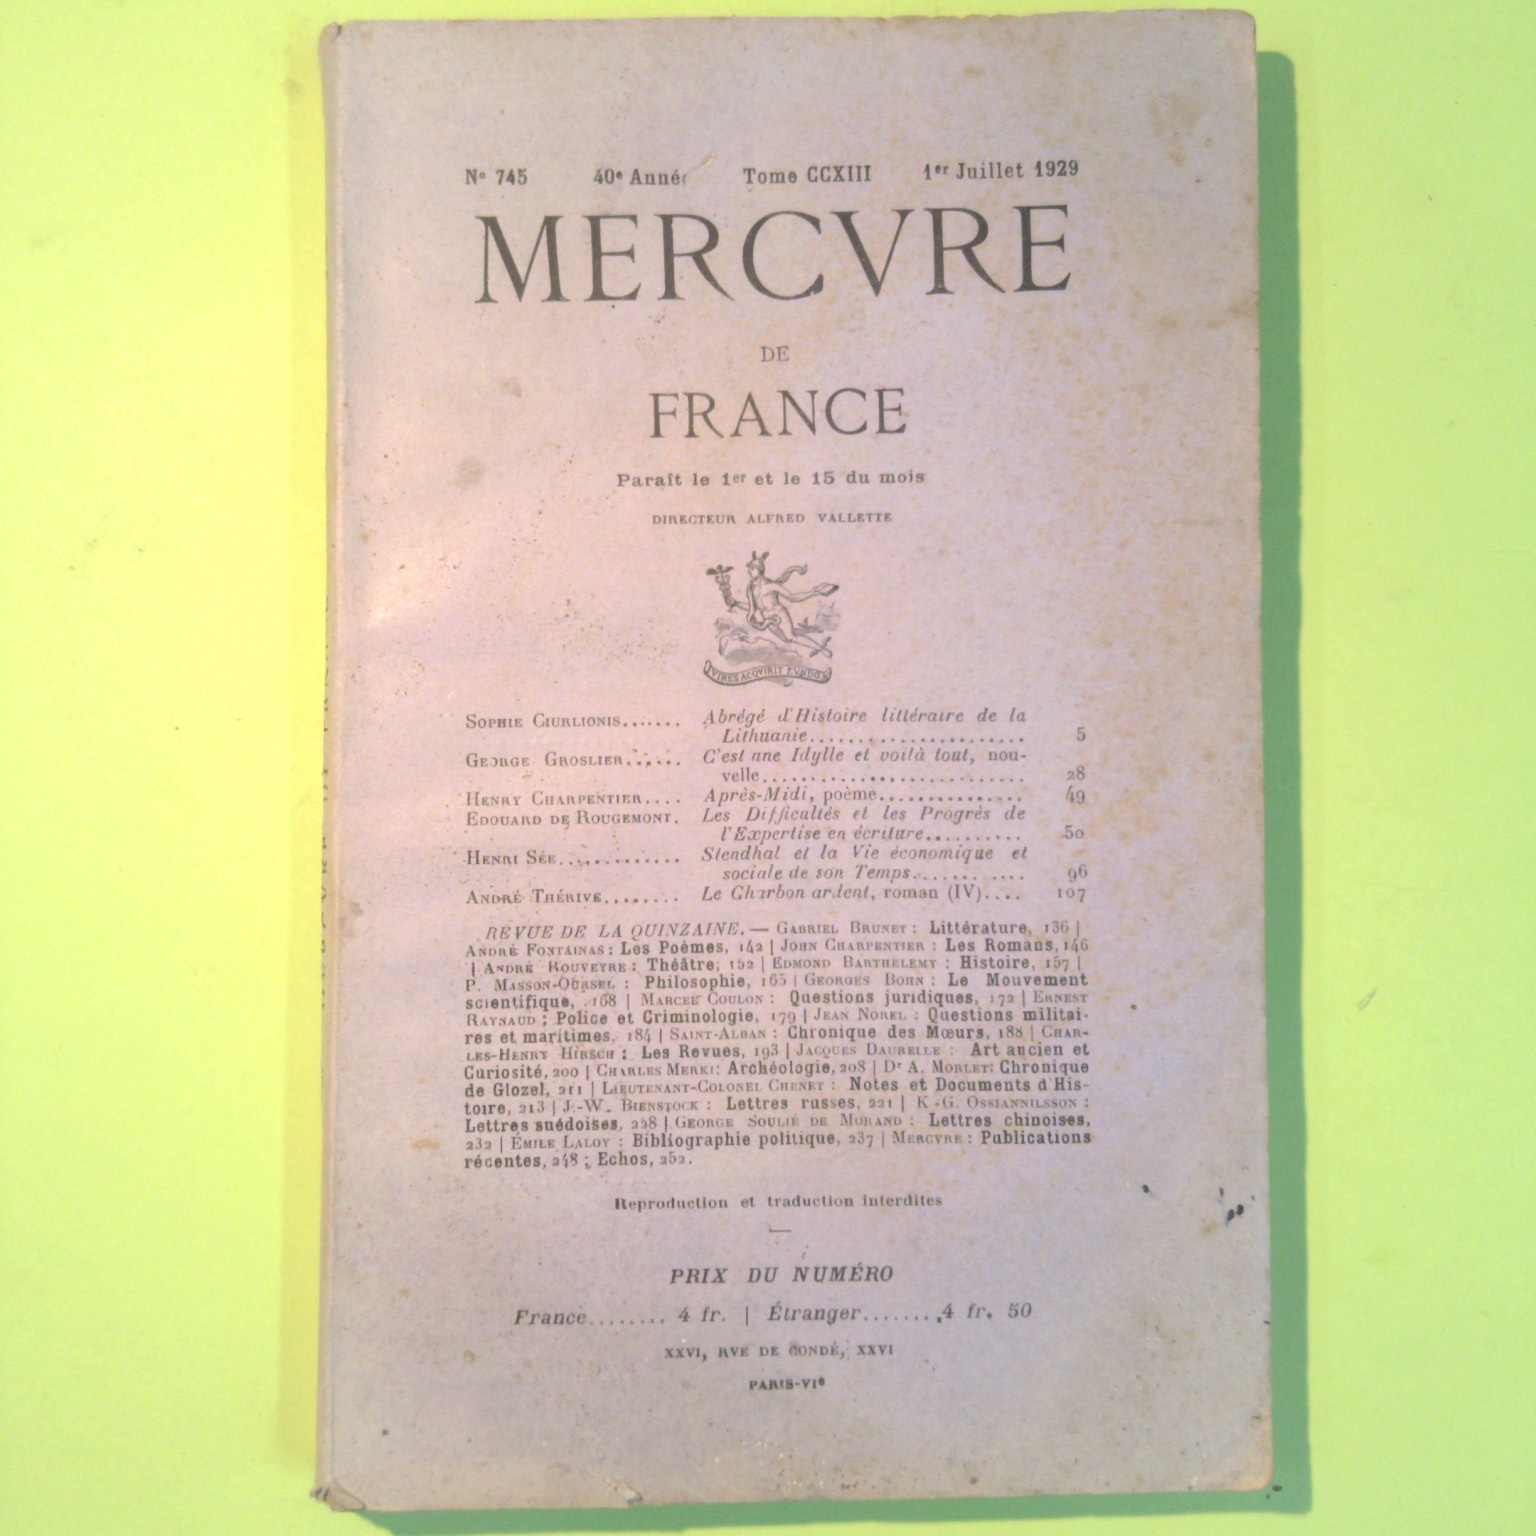 Nº 745 40e Année Tome CCXIII 1er Juillet 1929
MERCVRE
DE
FRANCE
Paraît le 1er et le 15 du mois
DIRECTEUR ALFRED VALLETTE
VIRES ACQVIRIT EVNDO
SOPHIE CIURLIONIS....... Abrégé d'Histoire littéraire de la
Lithuanie...................... 5
GEORGE GROSLIER...... C'est une Idylle et voilà tout, nou-
velle.......................... 28
HENRY CHARPENTIER.... Après-Midi, poème............... 49
EDOUARD DE ROUGEMONT. Les Difficultés et les Progrès de
l'Expertise en écriture.......... 50
HENRI SÉE............. Stendhal et la Vie économique et
sociale de son Temps........... 96
ANDRÉ THÉRIVE........ Le Charbon ardent, roman (IV).... 107
REVUE DE LA QUINZAINE. — GABRIEL BRUNET : Littérature, 136 |
ANDRÉ FONTAINAS : Les Poèmes, 142 | JOHN CHARPENTIER : Les Romans, 146
| ANDRÉ ROUVEYRE : Théâtre, 152 | EDMOND BARTHÈLEMY : Histoire, 157 |
P. MASSON-OURSEL : Philosophie, 165 | GEORGES BOHN : Le Mouvement
scientifique, 168 | MARCEL COULON : Questions juridiques, 172 | ERNEST
RAYNAUD : Police et Criminologie, 179 | JEAN NOREL : Questions militai-
res et maritimes, 184 | SAINT-ALBAN : Chronique des Mœurs, 188 | CHAR-
LES-HENRY HIRSCH : Les Revues, 193 | JACQUES DAURELLE : Art ancien et
Curiosité, 200 | CHARLES MERKI : Archéologie, 208 | Dr A. MORLET : Chronique
de Glozel, 211 | LIEUTENANT-COLONEL CHENET : Notes et Documents d'His-
toire, 213 | J.-W. BIENSTOCK : Lettres russes, 221 | K.-G. OSSIANNILSSON :
Lettres suédoises, 228 | GEORGE SOULIÉ DE MORAND : Lettres chinoises,
232 | ÉMILE LALOY : Bibliographie politique, 237 | MERCVRE : Publications
récentes, 248 ; Echos, 252.
Reproduction et traduction interdites
PRIX DU NUMÉRO
France........ 4 fr. | Étranger........ 4 fr. 50
XXVI, RVE DE CONDÉ, XXVI
PARIS-VIe